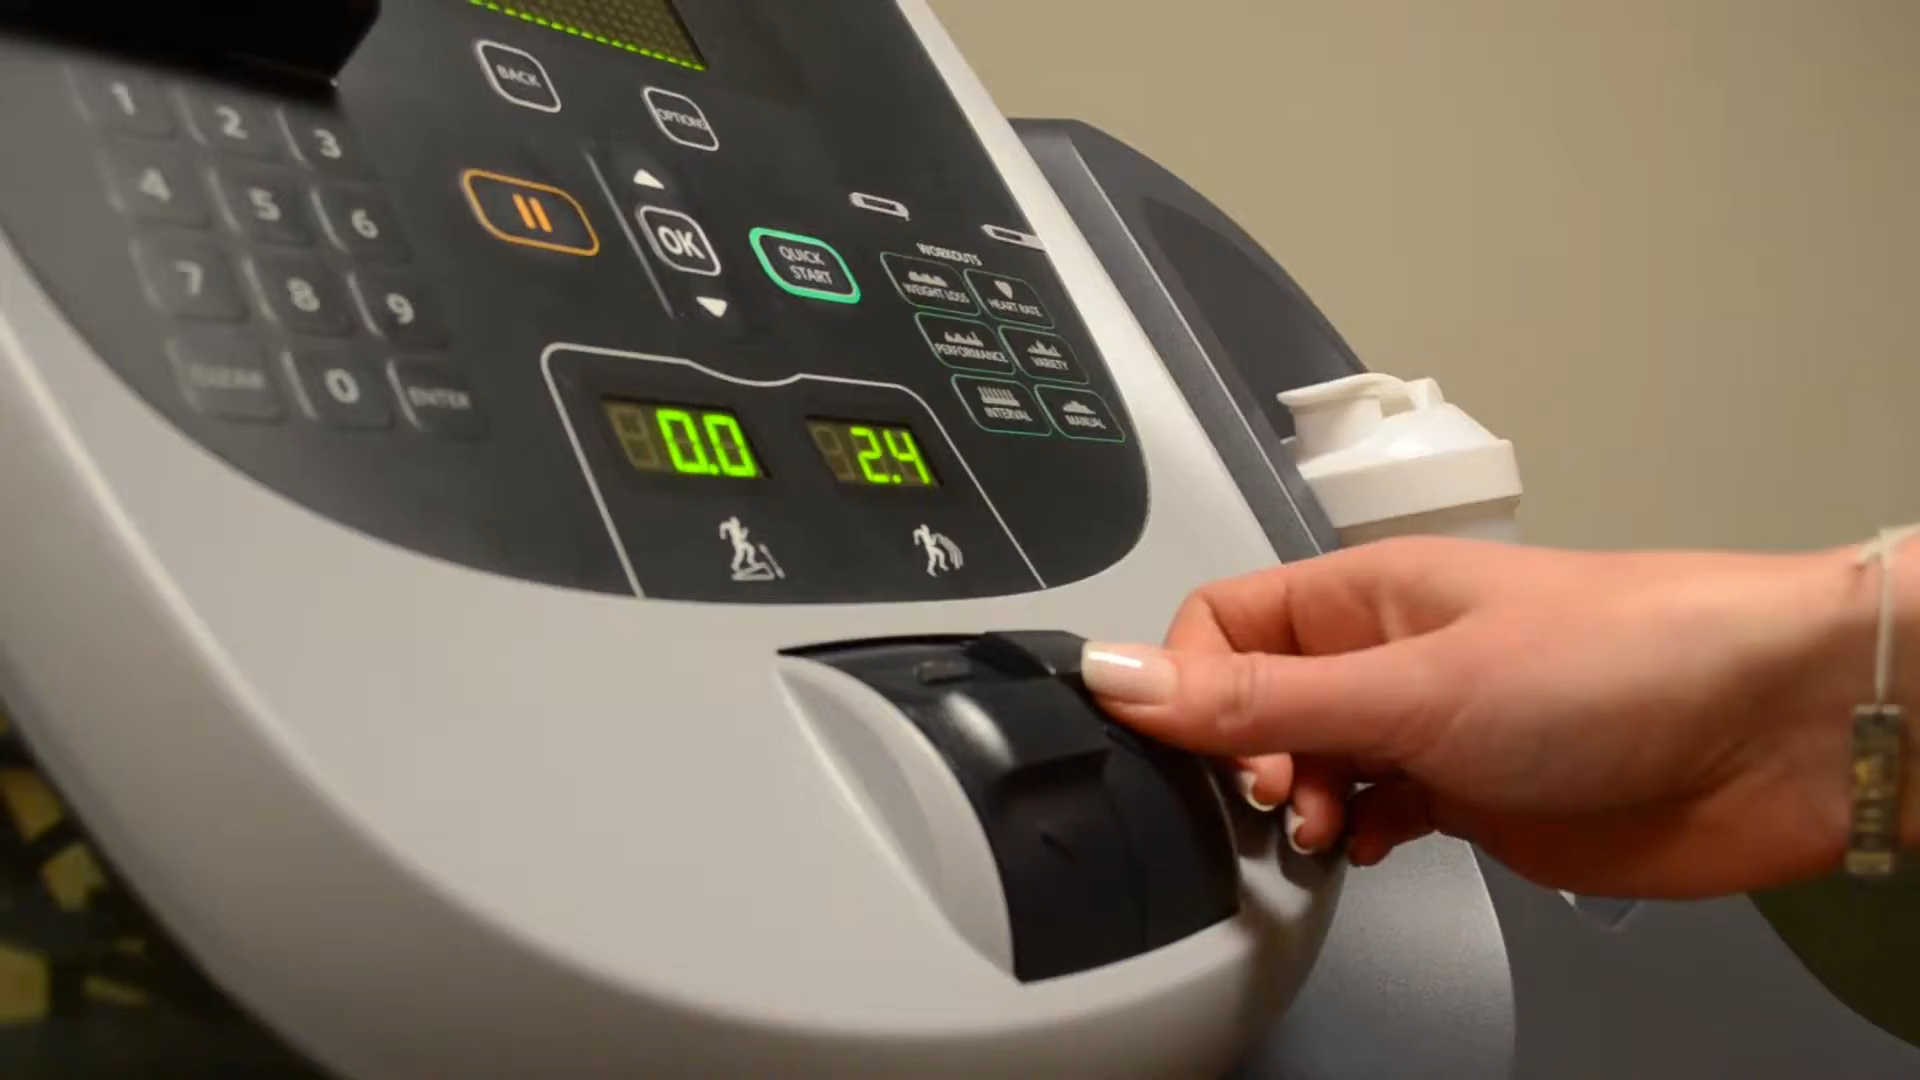 BACK
OPTIONS
1
2
3
4
5
6
7
8
9
CLEAR
0
ENTER
OK
QUICK
START
WORKOUTS
WEIGHT LOSS
HEART RATE
PERFORMANCE
VARIETY
INTERVAL
MANUAL
0.0
2.4